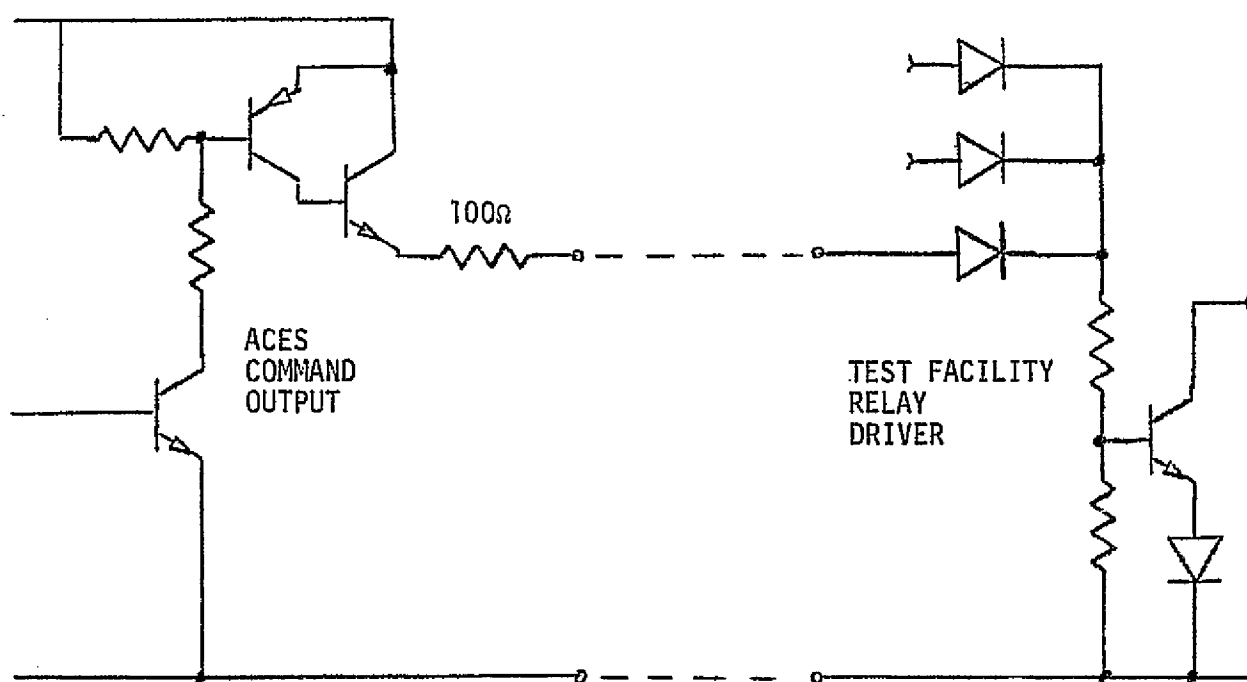 100Ω
ACES
COMMAND
OUTPUT
TEST FACILITY
RELAY
DRIVER